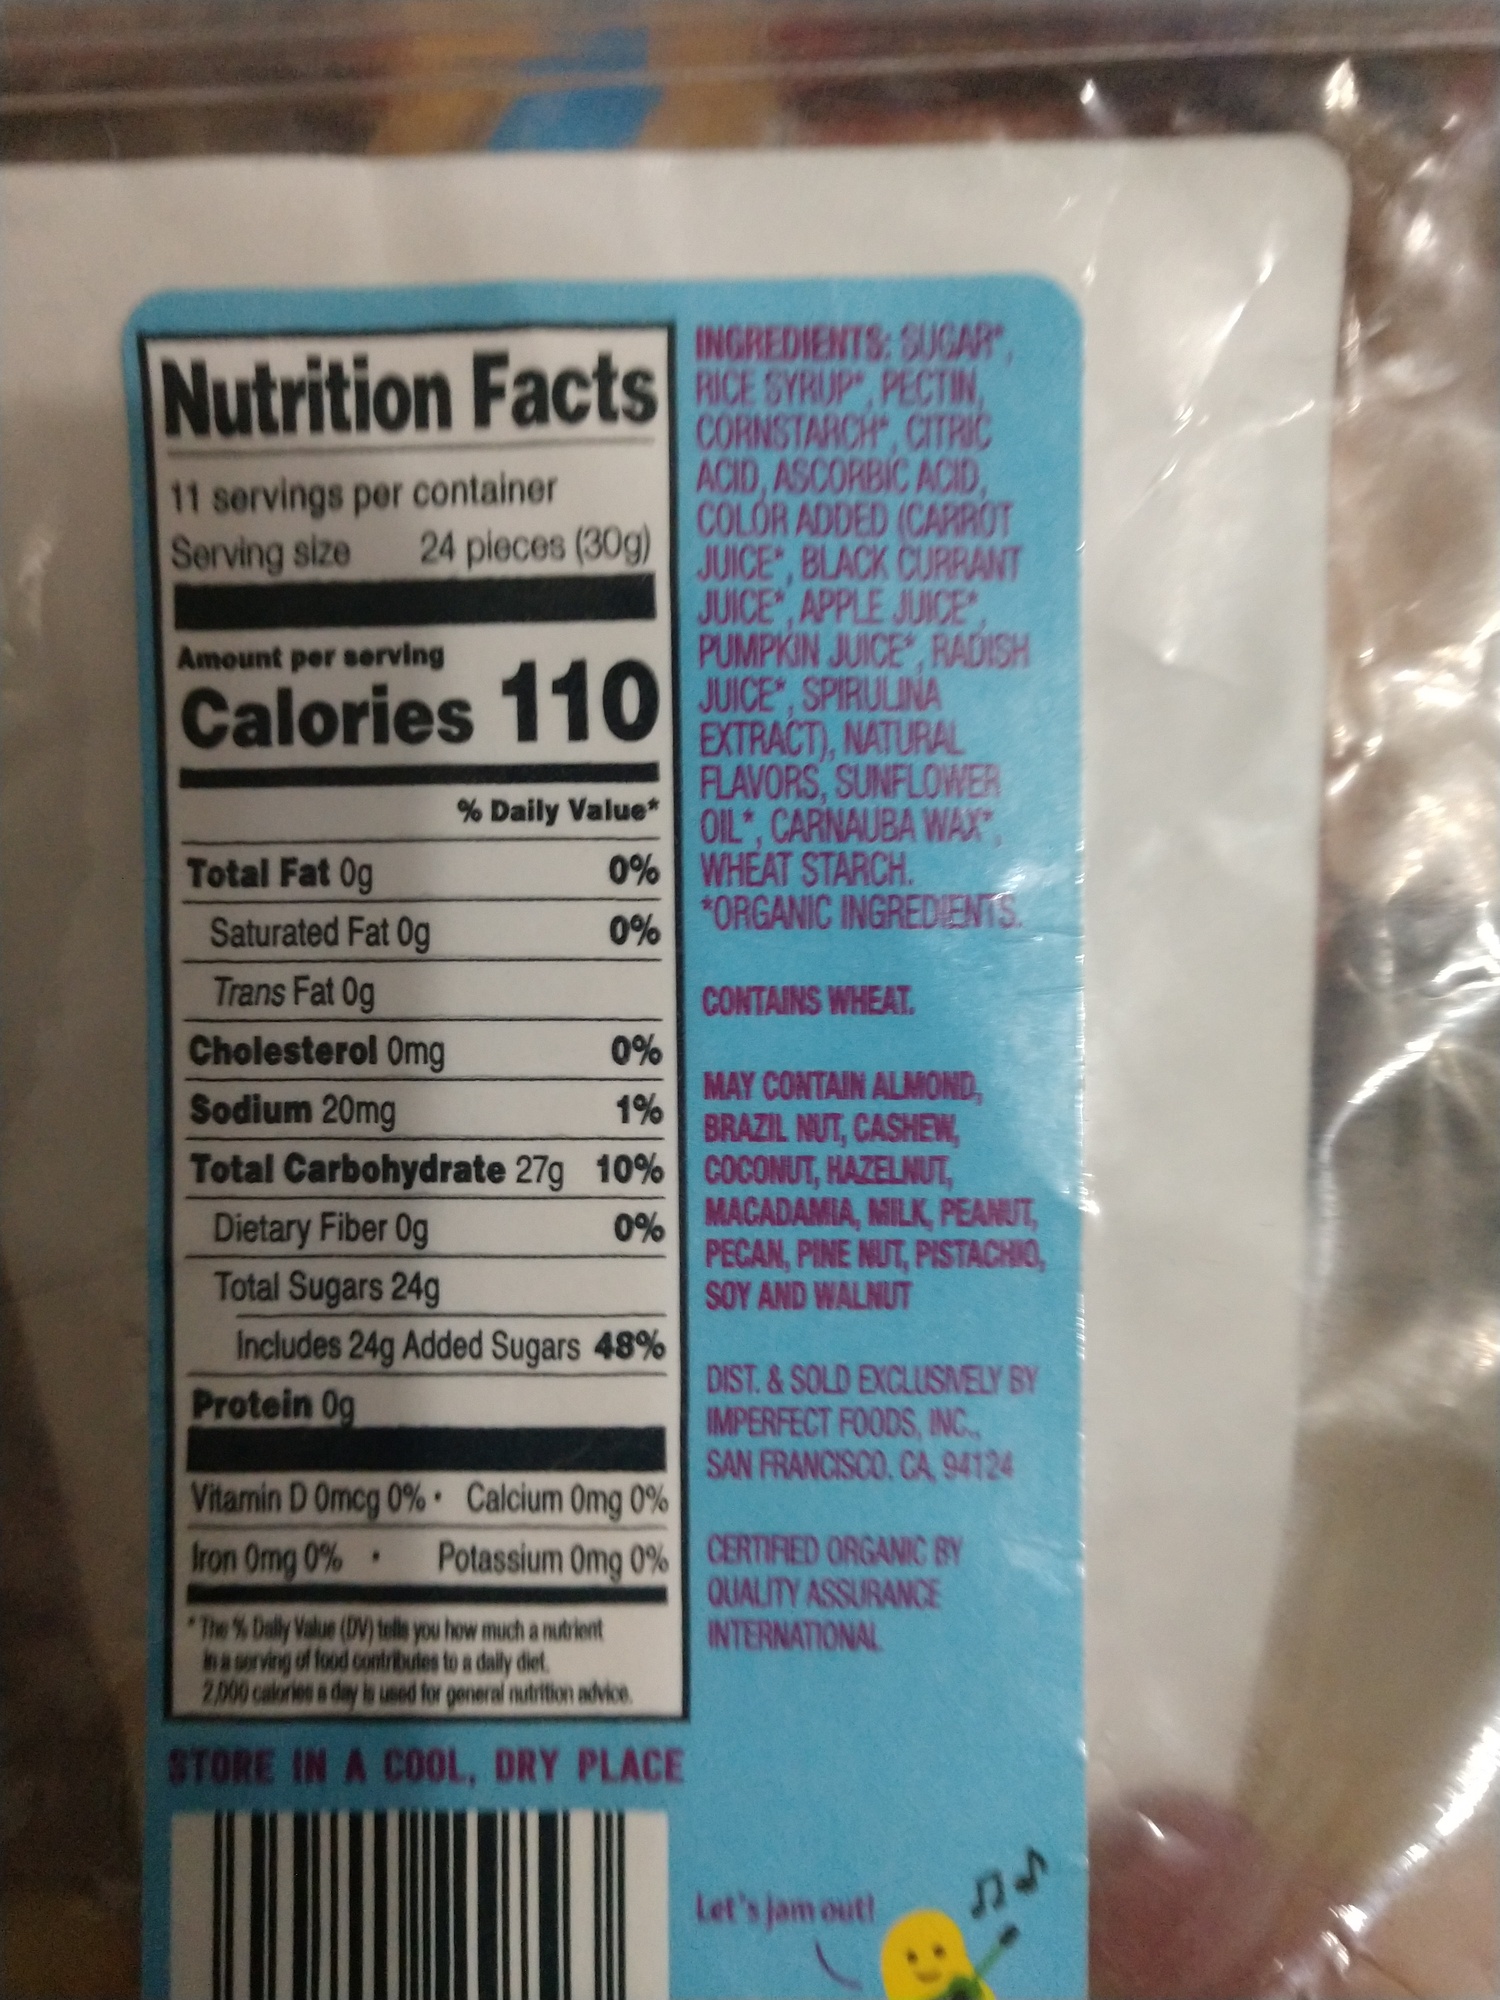 Nutrition Facts
11 servings per container
Serving size 24 pieces (30g)
Amount per serving
Calories 110
% Daily Value*
Total Fat 0g 0%
Saturated Fat 0g 0%
Trans Fat 0g
Cholesterol 0mg 0%
Sodium 20mg 1%
Total Carbohydrate 27g 10%
Dietary Fiber 0g 0%
Total Sugars 24g
Includes 24g Added Sugars 48%
Protein 0g
Vitamin D 0mcg 0% • Calcium 0mg 0%
Iron 0mg 0% • Potassium 0mg 0%
* The % Daily Value (DV) tells you how much a nutrient
in a serving of food contributes to a daily diet.
2,000 calories a day is used for general nutrition advice.
STORE IN A COOL, DRY PLACE
INGREDIENTS: SUGAR*,
RICE SYRUP*, PECTIN,
CORNSTARCH*, CITRIC
ACID, ASCORBIC ACID,
COLOR ADDED (CARROT
JUICE*, BLACK CURRANT
JUICE*, APPLE JUICE*,
PUMPKIN JUICE*, RADISH
JUICE*, SPIRULINA
EXTRACT), NATURAL
FLAVORS, SUNFLOWER
OIL*, CARNAUBA WAX*,
WHEAT STARCH.
*ORGANIC INGREDIENTS.
CONTAINS WHEAT.
MAY CONTAIN ALMOND,
BRAZIL NUT, CASHEW,
COCONUT, HAZELNUT,
MACADAMIA, MILK, PEANUT,
PECAN, PINE NUT, PISTACHIO,
SOY AND WALNUT
DIST. & SOLD EXCLUSIVELY BY
IMPERFECT FOODS, INC.,
SAN FRANCISCO, CA, 94124
CERTIFIED ORGANIC BY
QUALITY ASSURANCE
INTERNATIONAL
Let's jam out!